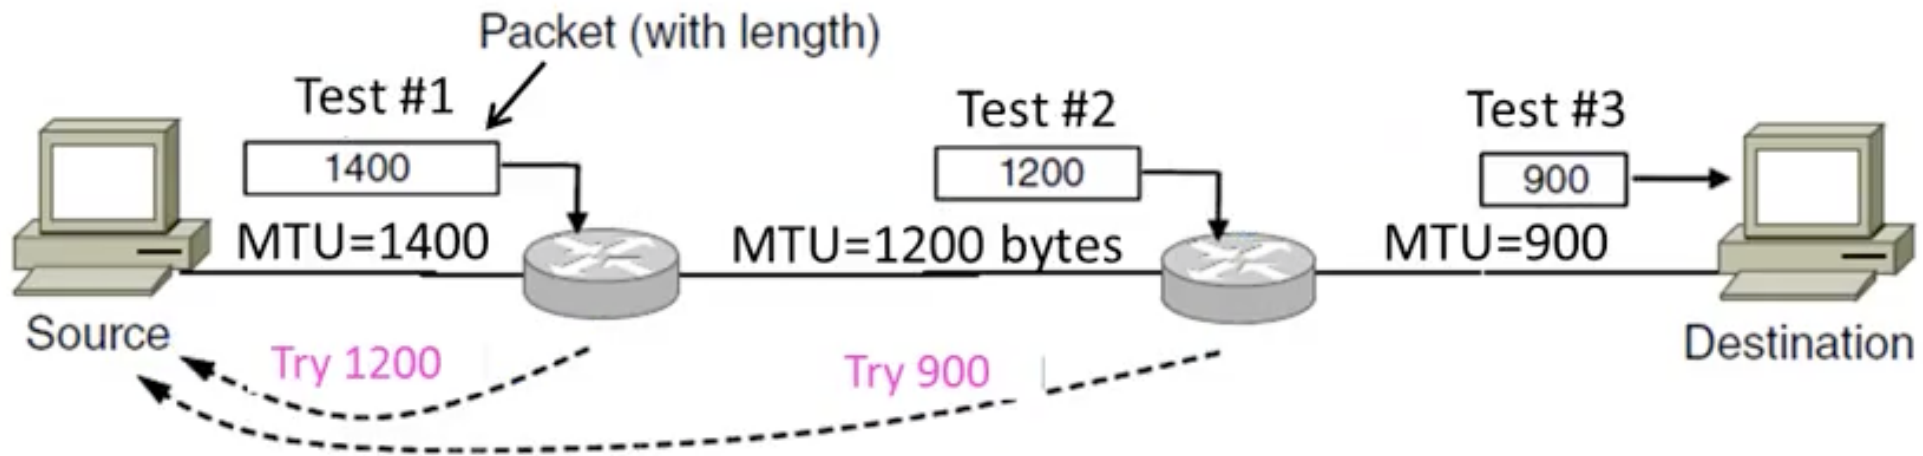 Packet (with length)
Test #1
Test #2
Test #3
1400
1200
900
MTU=1400
MTU=1200 bytes
MTU=900
Source
Try 1200
Try 900
Destination